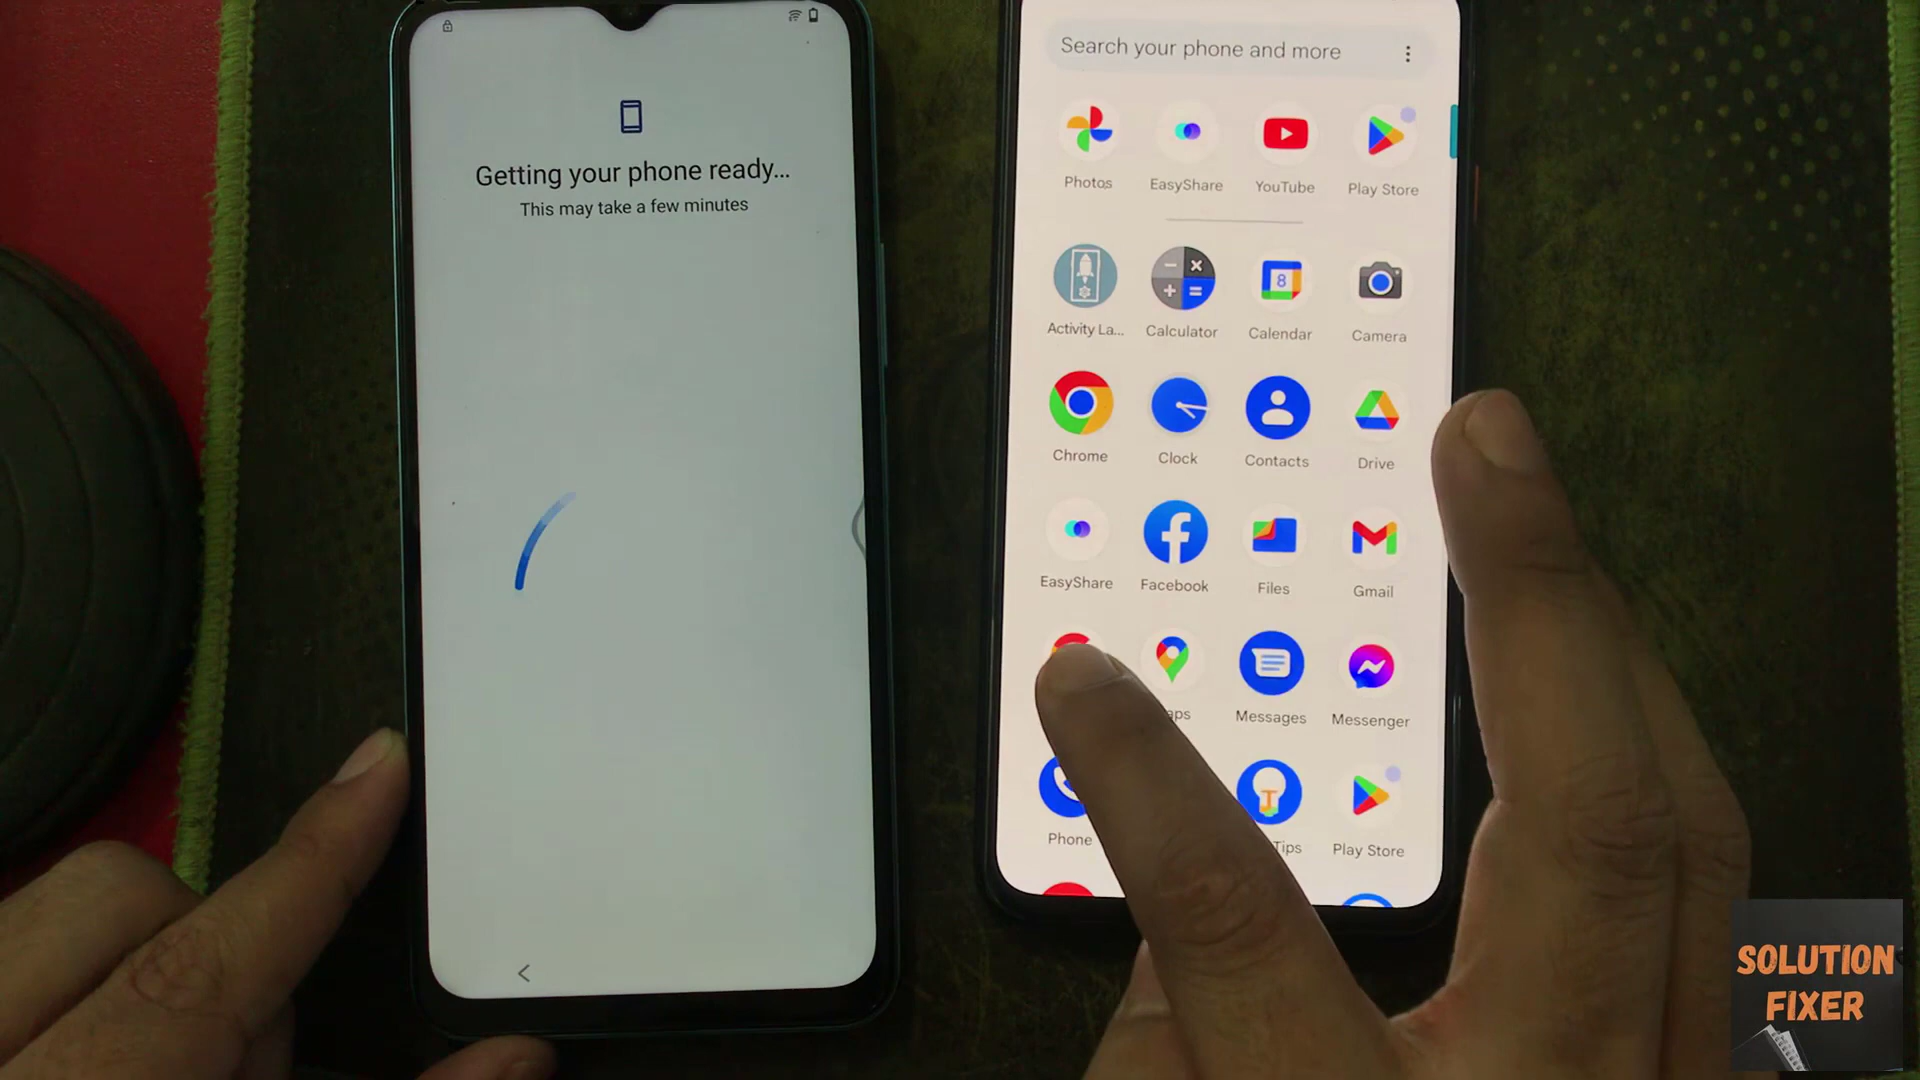 Getting your phone ready...
This may take a few minutes
Search your phone and more
Photos
EasyShare
YouTube
Play Store
Activity La...
Calculator
8
Calendar
Camera
Chrome
Clock
Contacts
Drive
EasyShare
Facebook
Files
Gmail
aps
Messages
Messenger
Phone
Tips
Play Store
SOLUTION
FIXER